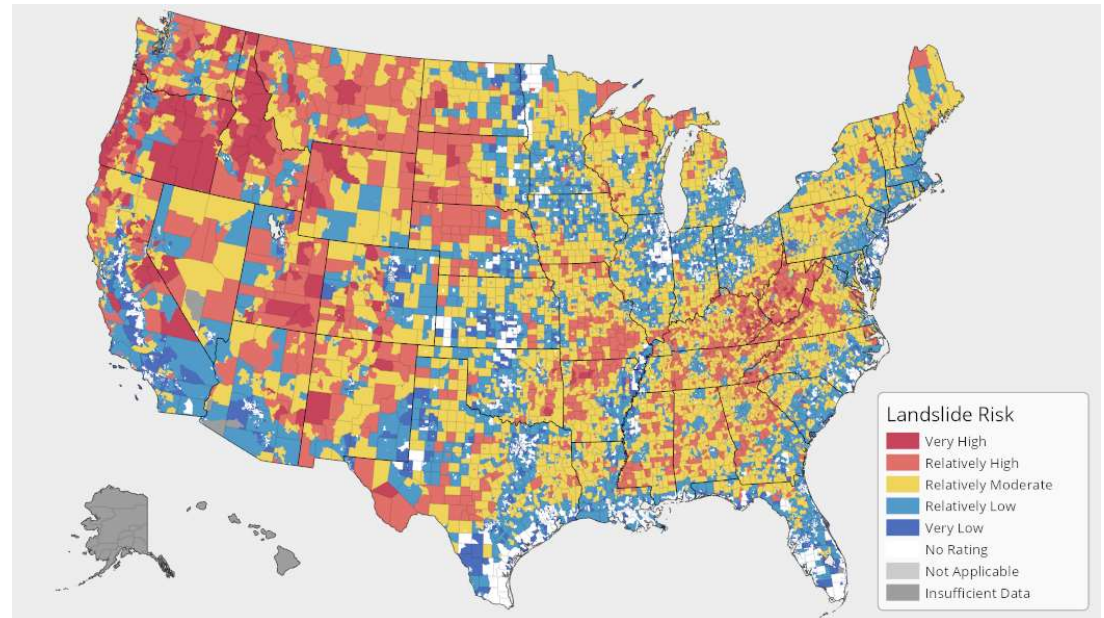 Landslide Risk
Very High
Relatively High
Relatively Moderate
Relatively Low
Very Low
No Rating
Not Applicable
Insufficient Data